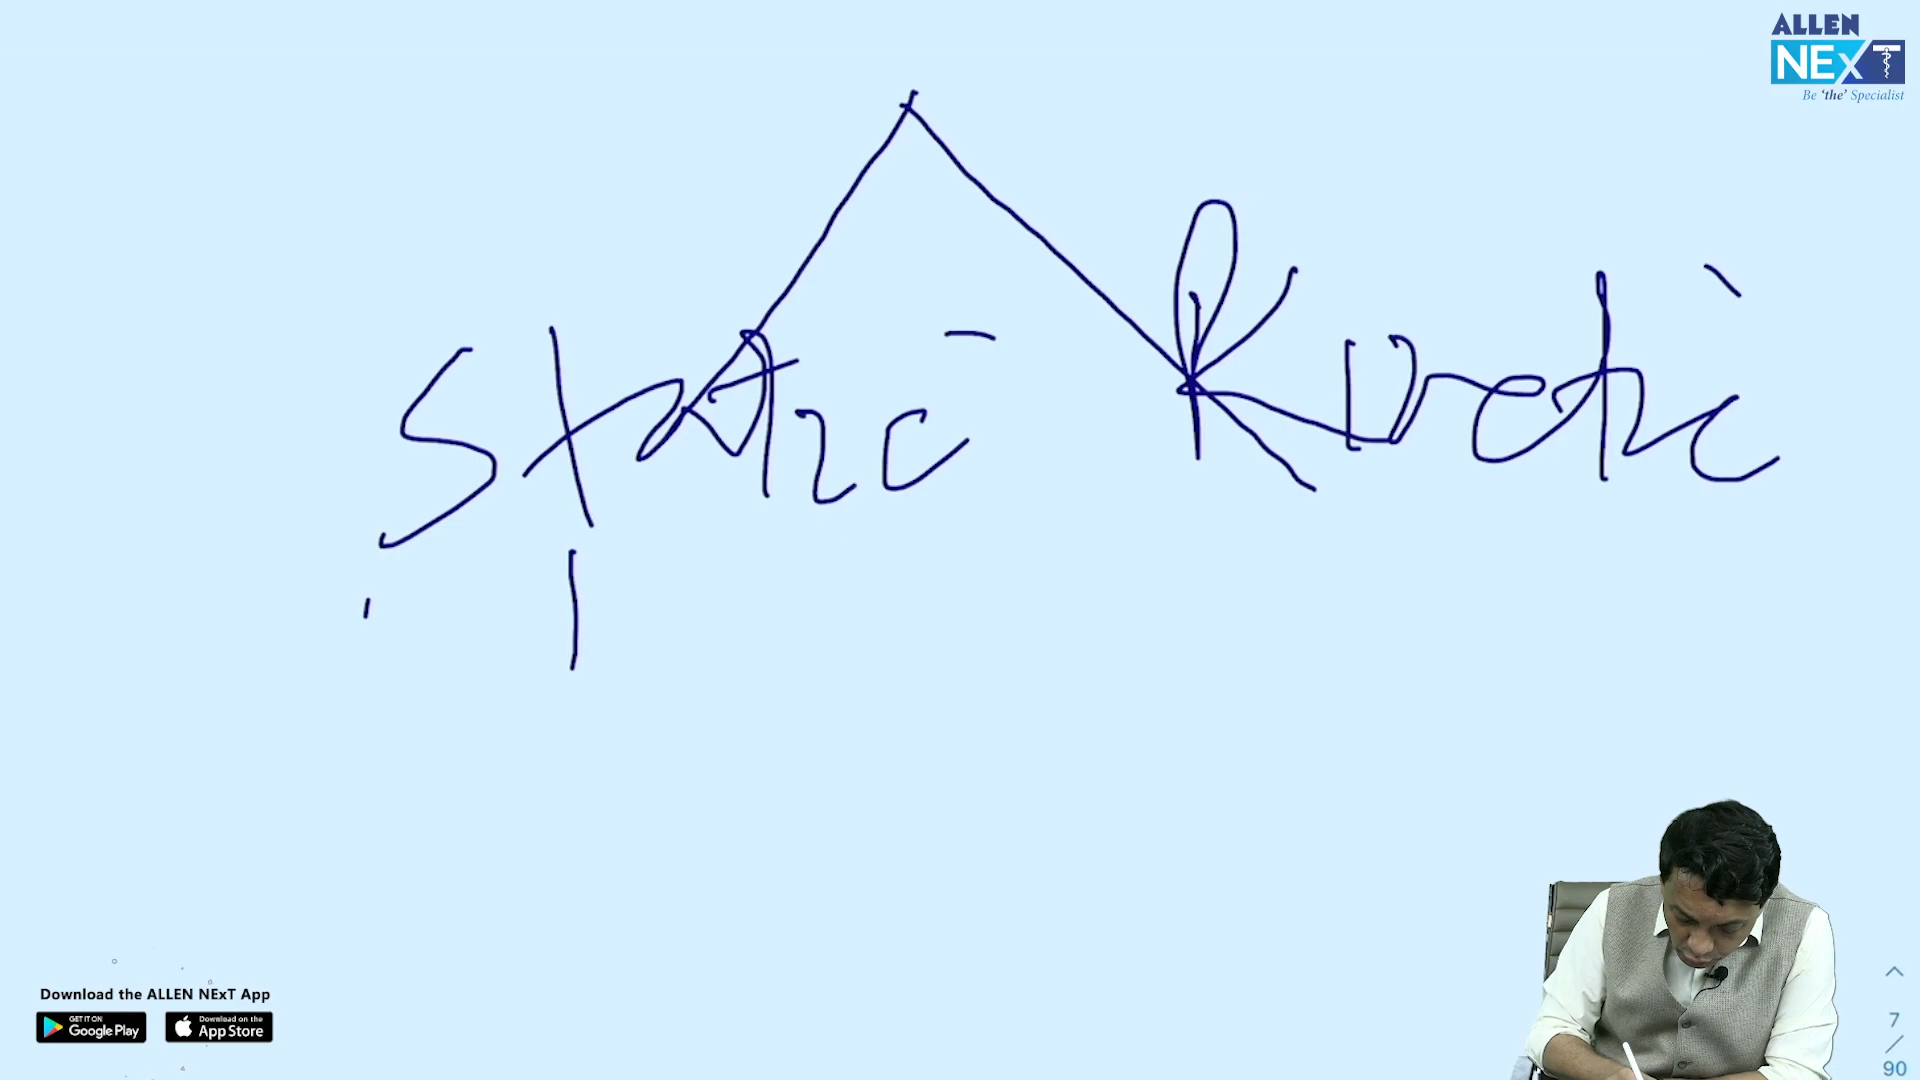 ALLEN
NExT
Be 'the' Specialist
Static Kinetic
Download the ALLEN NExT App
GET IT ON
Google Play
Download on the
App Store
7
/
90